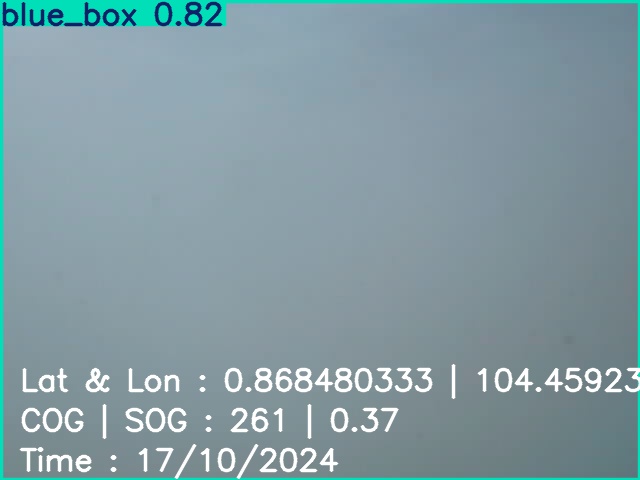 blue_box 0.82
Lat & Lon : 0.868480333 | 104.45923
COG | SOG : 261 | 0.37
Time : 17/10/2024